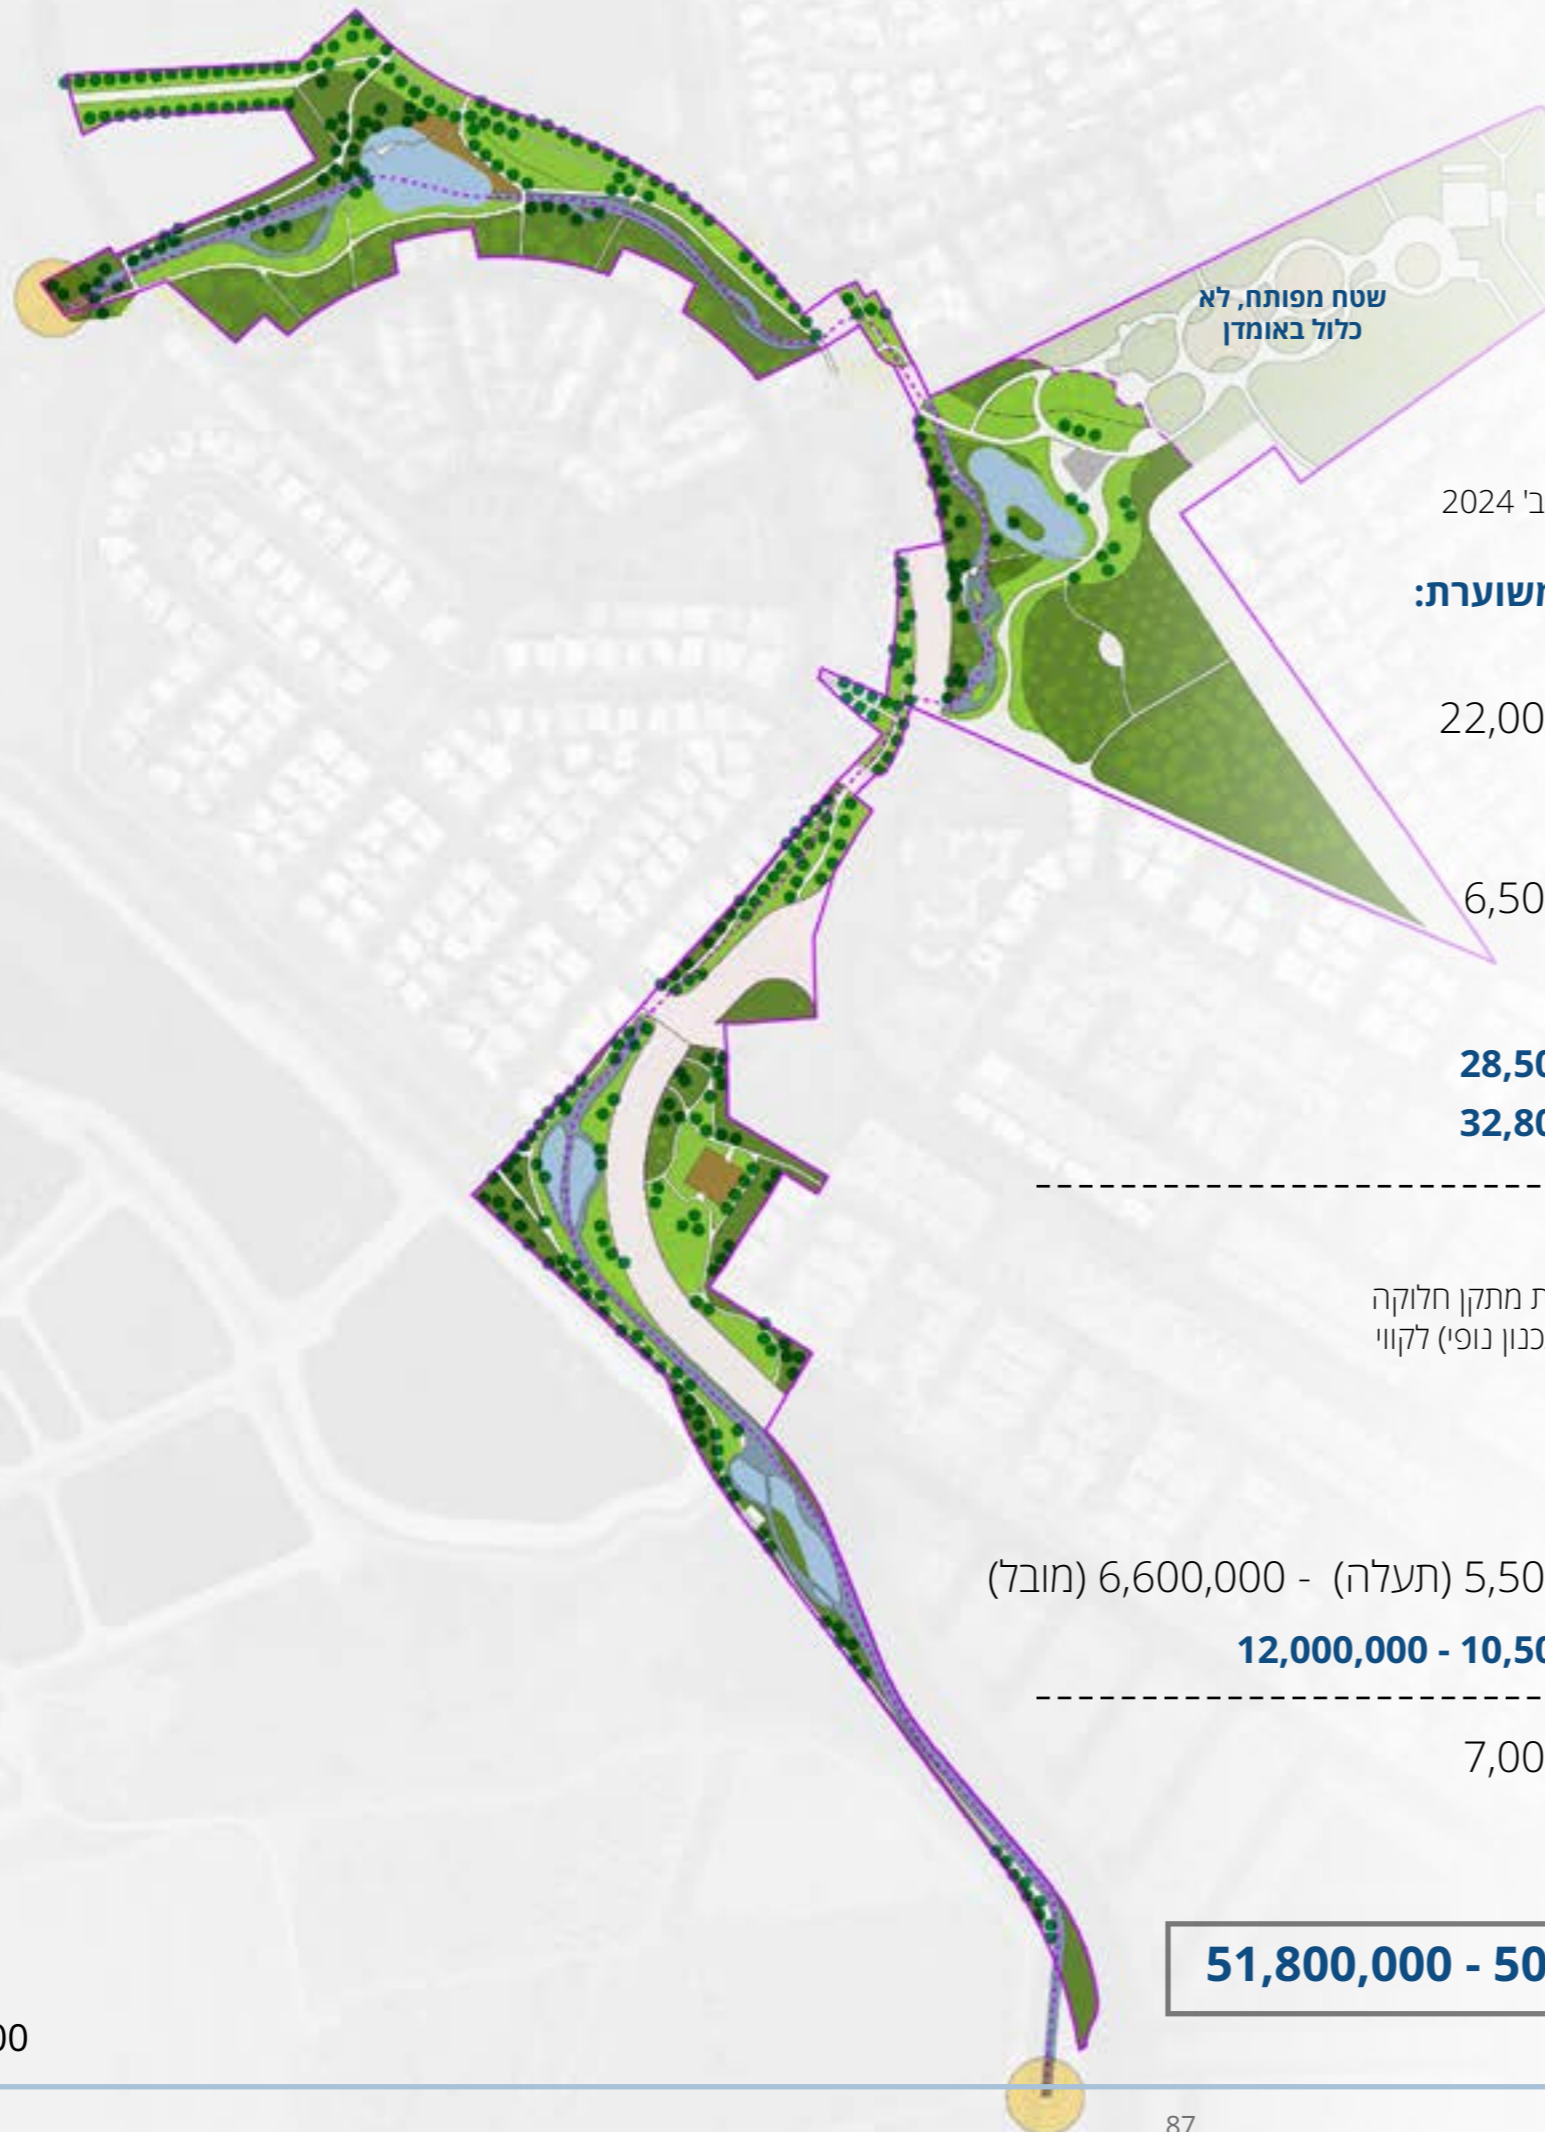 שטח מפותח, לא
כלול באומדן
ב' 2024
משוערת:
22,00
6,50
28,50
32,80
ת מתקן חלוקה
כנון נופי) לקווי
5,50 (תעלה) - 6,600,000 (מובל)
12,000,000 - 10,50
7,00
51,800,000 - 50
00
87